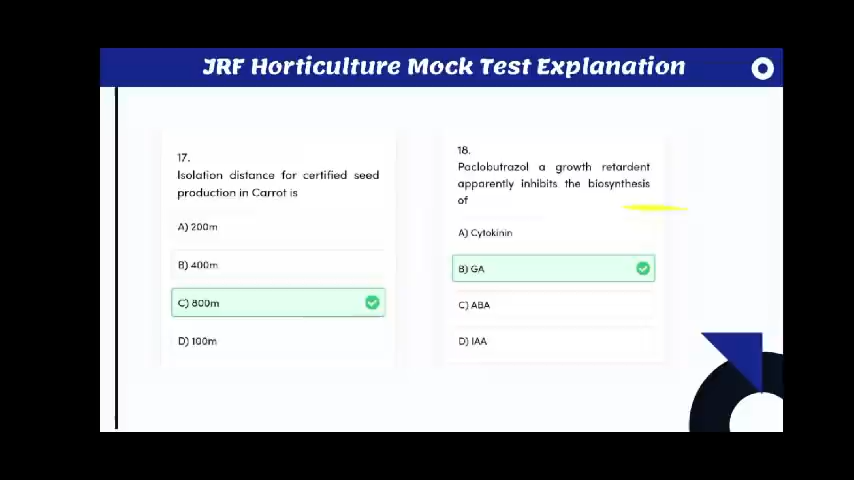 JRF Horticulture Mock Test Explanation
17.
Isolation distance for certified seed
production in Carrot is
A) 200m
B) 400m
C) 800m
D) 100m
18.
Paclobutrazol a growth retardent
apparently inhibits the biosynthesis
of
A) Cytokinin
B) GA
C) ABA
D) IAA